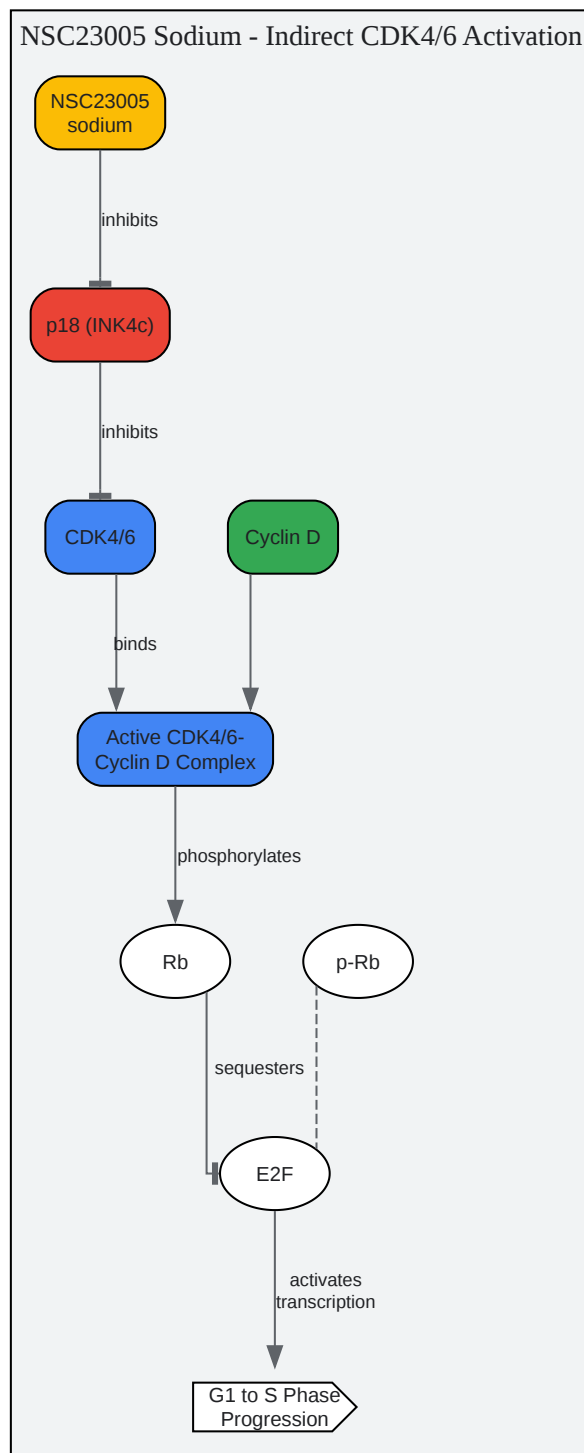 NSC23005 Sodium - Indirect CDK4/6 Activation
NSC23005
sodium
inhibits
p18 (INK4c)
inhibits
CDK4/6
Cyclin D
binds
Active CDK4/6-
Cyclin D Complex
phosphorylates
Rb
p-Rb
sequesters
E2F
activates
transcription
G1 to S Phase
Progression